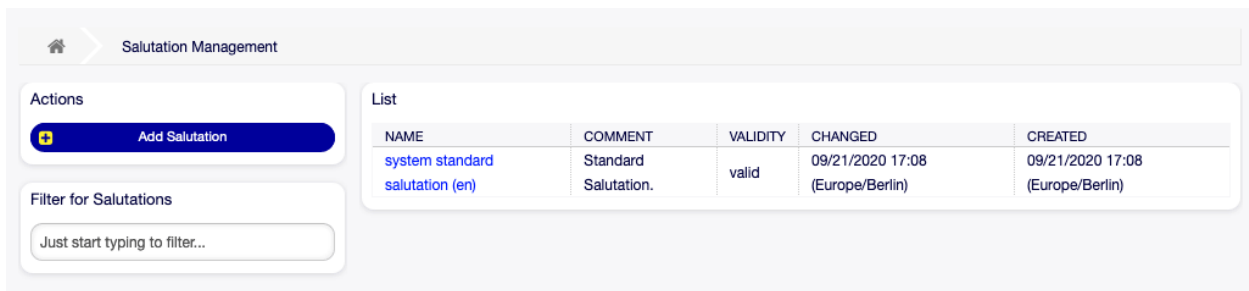 Salutation Management
Actions
Add Salutation
Filter for Salutations
Just start typing to filter...
List
NAME COMMENT VALIDITY CHANGED CREATED
system standard Standard valid 09/21/2020 17:08 09/21/2020 17:08
salutation (en) Salutation. (Europe/Berlin) (Europe/Berlin)